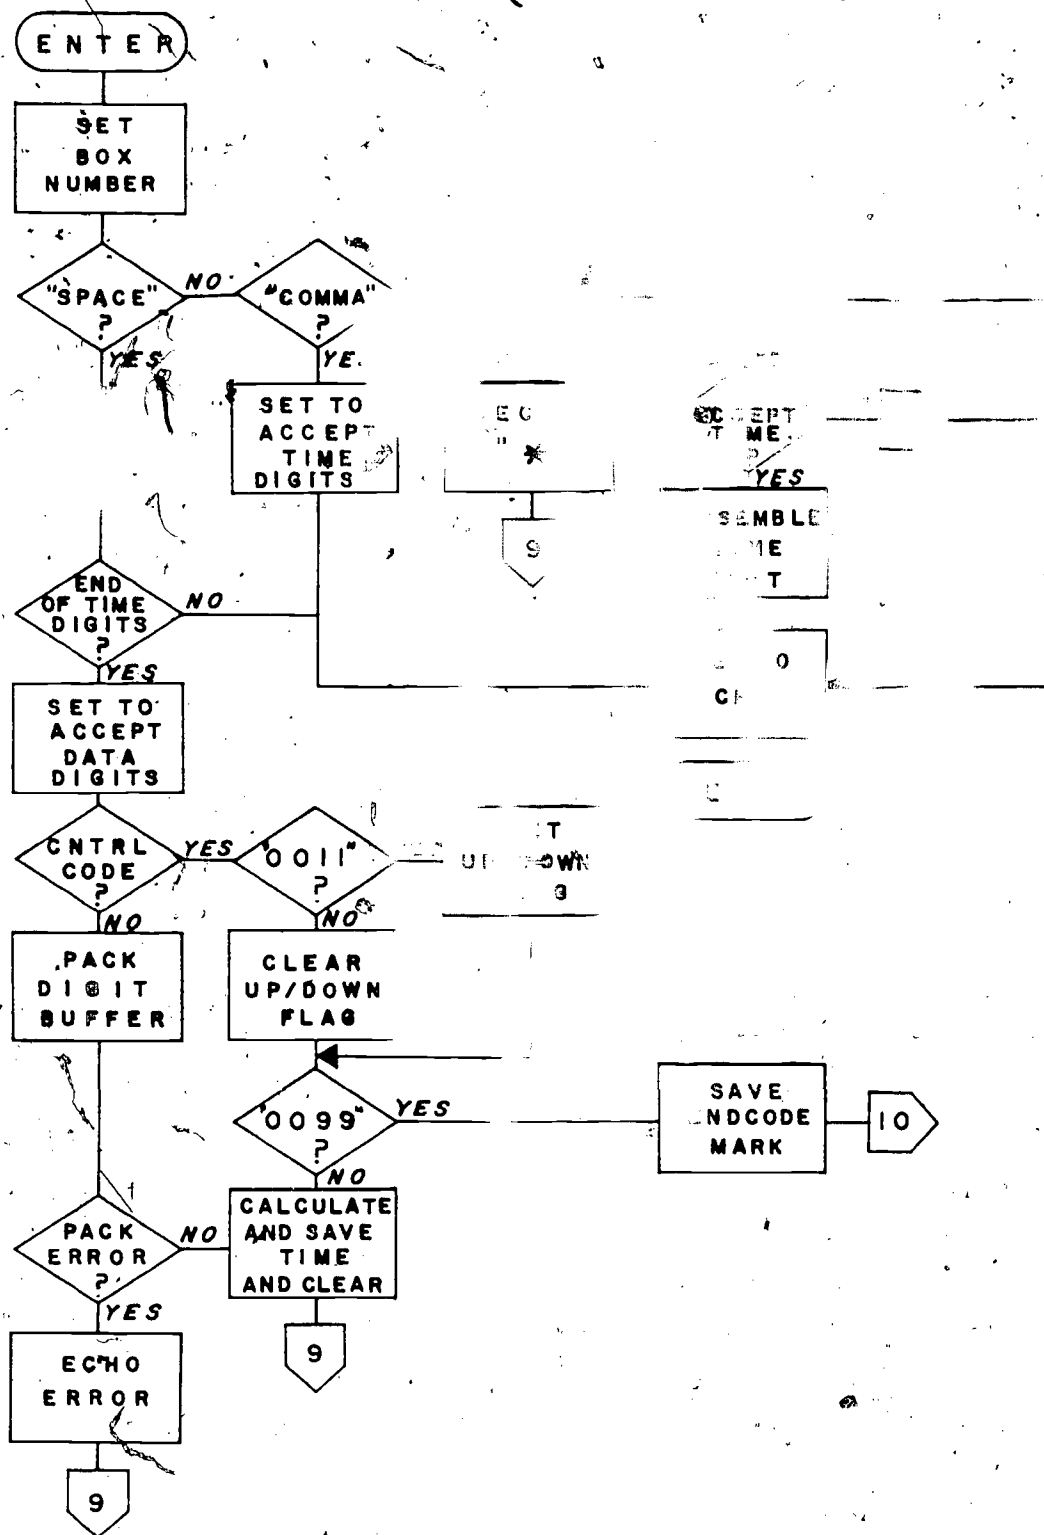 ENTER
SET
BOX
NUMBER
"SPACE"
?
NO
YES
"COMMA"
?
SET TO
ACCEPT
TIME
DIGITS
"*
9
YES
END
OF TIME
DIGITS
?
NO
YES
SET TO
ACCEPT
DATA
DIGITS
CNTRL
CODE
?
YES
NO
"0011"
?
NO
PACK
DIGIT
BUFFER
CLEAR
UP/DOWN
FLAG
"0099"
?
YES
NO
SAVE
MARK
10
PACK
ERROR
?
NO
YES
CALCULATE
AND SAVE
TIME
AND CLEAR
9
ECHO
ERROR
9